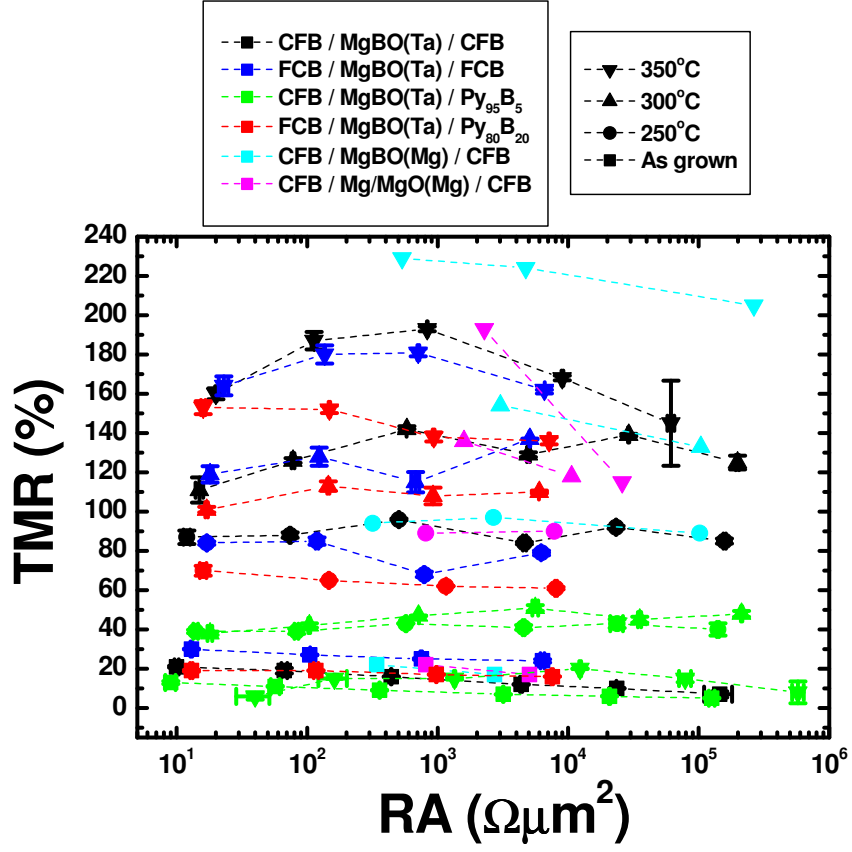 CFB / MgBO(Ta) / CFB
FCB / MgBO(Ta) / FCB
CFB / MgBO(Ta) / Py₉₅B₅
FCB / MgBO(Ta) / Py₈₀B₂₀
CFB / MgBO(Mg) / CFB
CFB / Mg/MgO(Mg) / CFB
350°C
300°C
250°C
As grown
240
220
200
180
160
140
120
100
80
60
40
20
0
TMR (%)
10¹ 10² 10³ 10⁴ 10⁵ 10⁶
RA (Ωμm²)